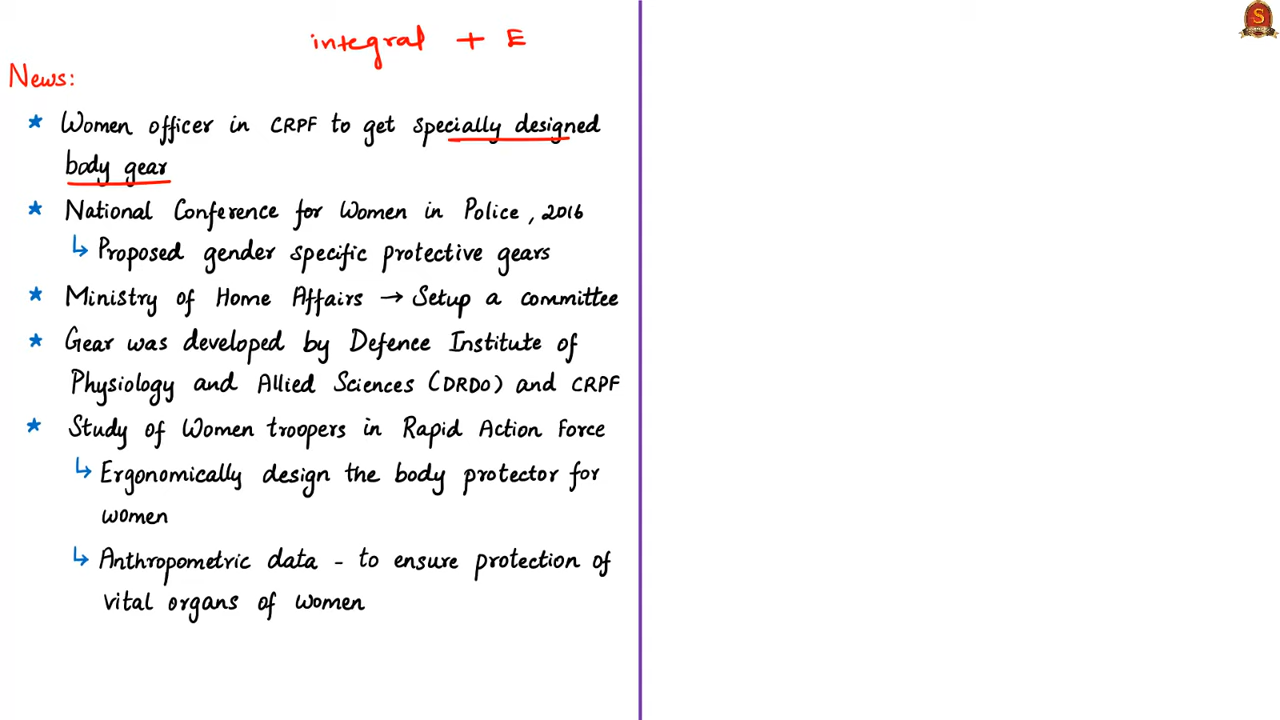 integral + E
News:
★ Women officer in CRPF to get specially designed
body gear
★ National Conference for Women in Police, 2016
↳ Proposed gender specific protective gears
★ Ministry of Home Affairs → Setup a committee
★ Gear was developed by Defence Institute of
Physiology and Allied Sciences (DRDO) and CRPF
★ Study of Women troopers in Rapid Action Force
↳ Ergonomically design the body protector for
women
↳ Anthropometric data - to ensure protection of
vital organs of women
S